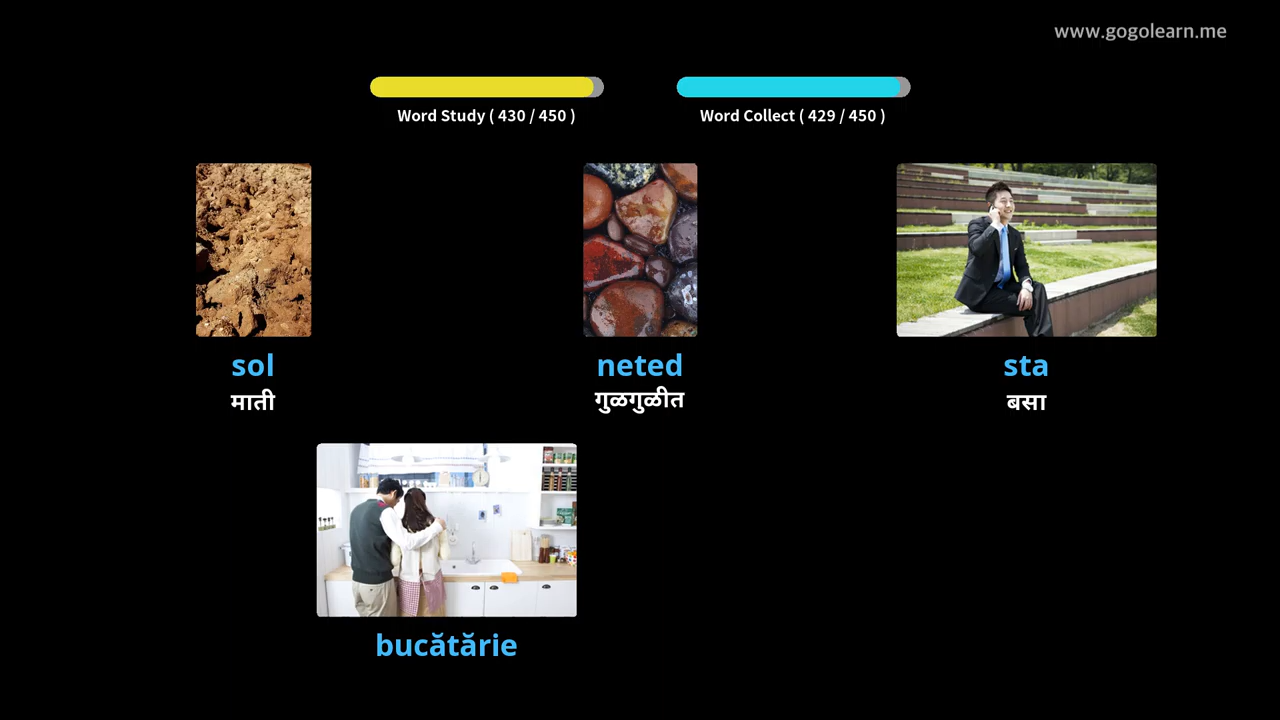 www.gogolearn.me
Word Study ( 430 / 450 )
Word Collect ( 429 / 450 )
sol
माती
neted
गुळगुळीत
sta
बसा
bucătărie